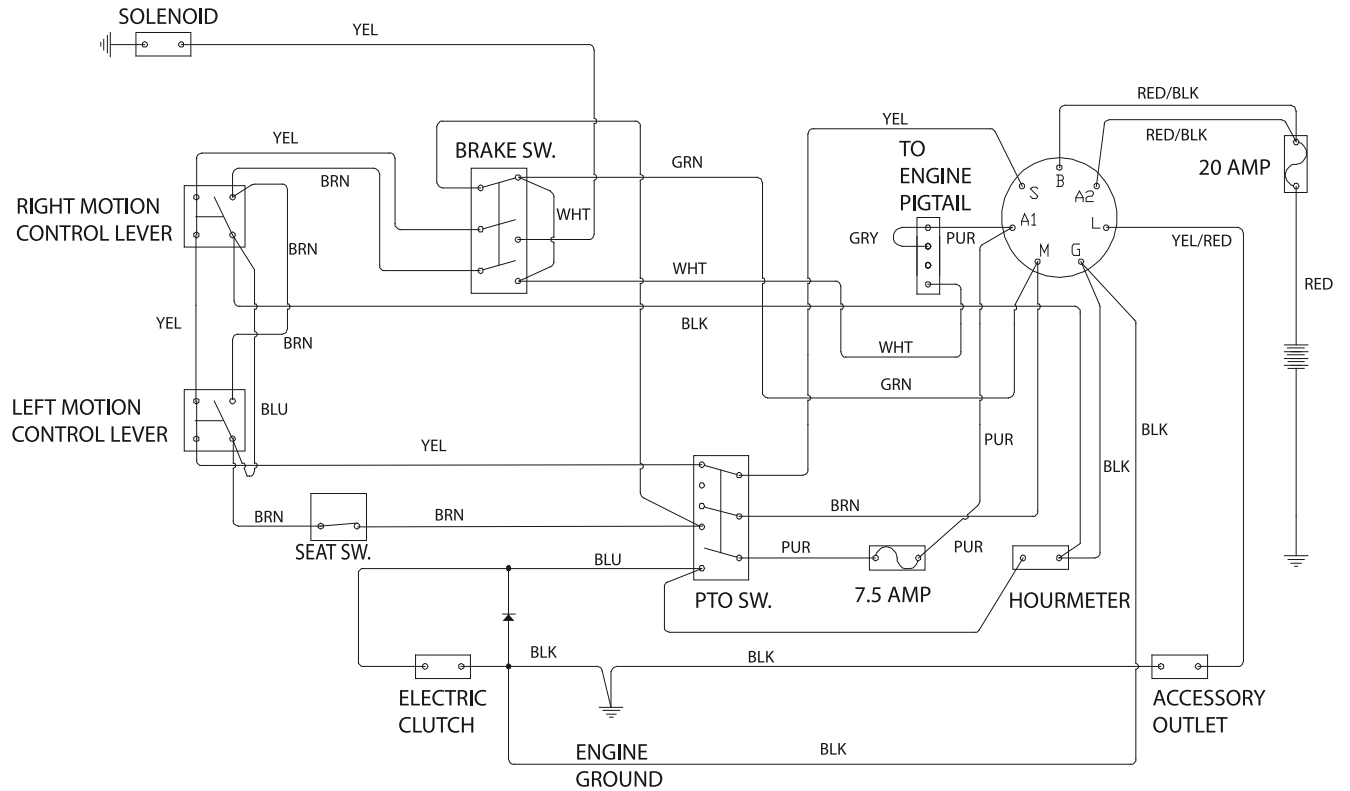 SOLENOID
YEL
RED/BLK
YEL
RED/BLK
YEL
BRAKE SW.
GRN
TO
ENGINE
PIGTAIL
20 AMP
BRN
B
S
A2
RIGHT MOTION
CONTROL LEVER
WHT
A1
L
GRY
PUR
YEL/RED
BRN
M
G
WHT
RED
YEL
BLK
BRN
WHT
GRN
LEFT MOTION
CONTROL LEVER
BLU
BLK
YEL
PUR
BLK
BRN
BRN
BRN
SEAT SW.
BLU
PUR
PUR
PTO SW.
7.5 AMP
HOURMETER
BLK
BLK
ELECTRIC
CLUTCH
ACCESSORY
OUTLET
ENGINE
GROUND
BLK